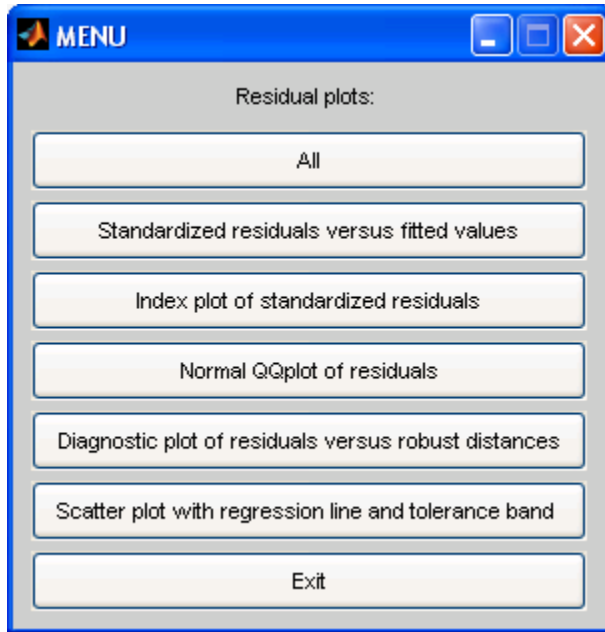 MENU
Residual plots:
All
Standardized residuals versus fitted values
Index plot of standardized residuals
Normal QQplot of residuals
Diagnostic plot of residuals versus robust distances
Scatter plot with regression line and tolerance band
Exit